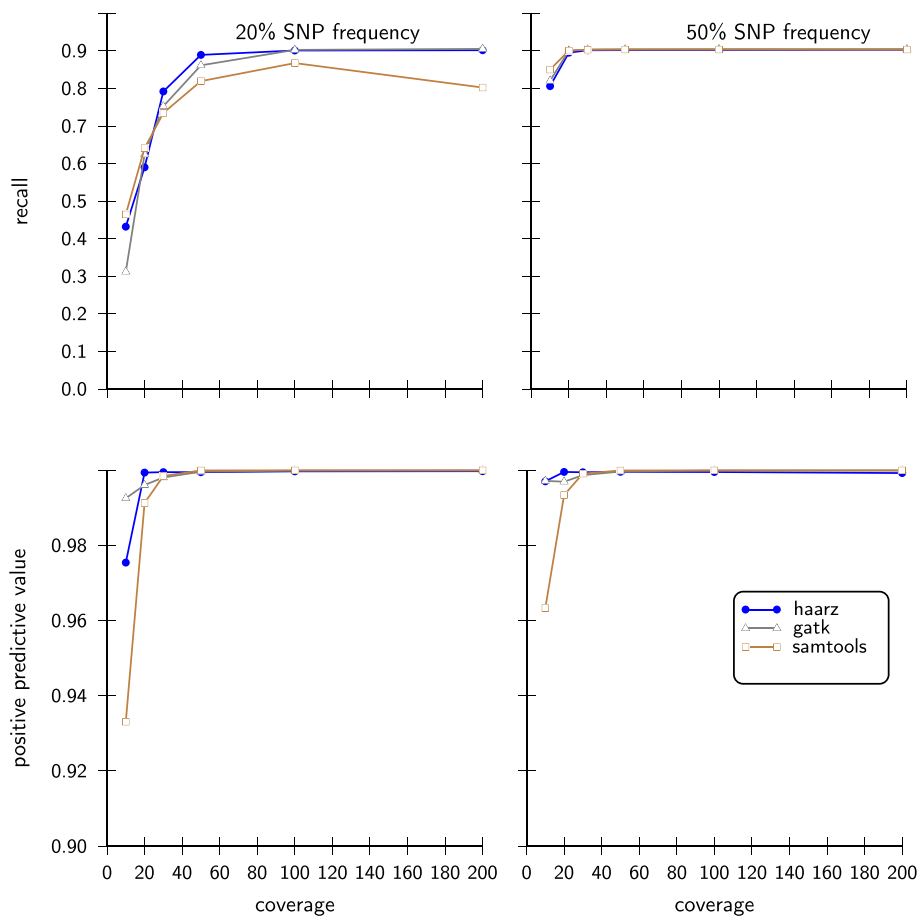 20% SNP frequency
50% SNP frequency
0.9
0.8
0.7
0.6
0.5
0.4
0.3
0.2
0.1
0.0
recall
0.98
0.96
0.94
0.92
0.90
positive predictive value
haarz
gatk
samtools
0 20 40 60 80 100 120 140 160 180 200
0 20 40 60 80 100 120 140 160 180 200
coverage
coverage